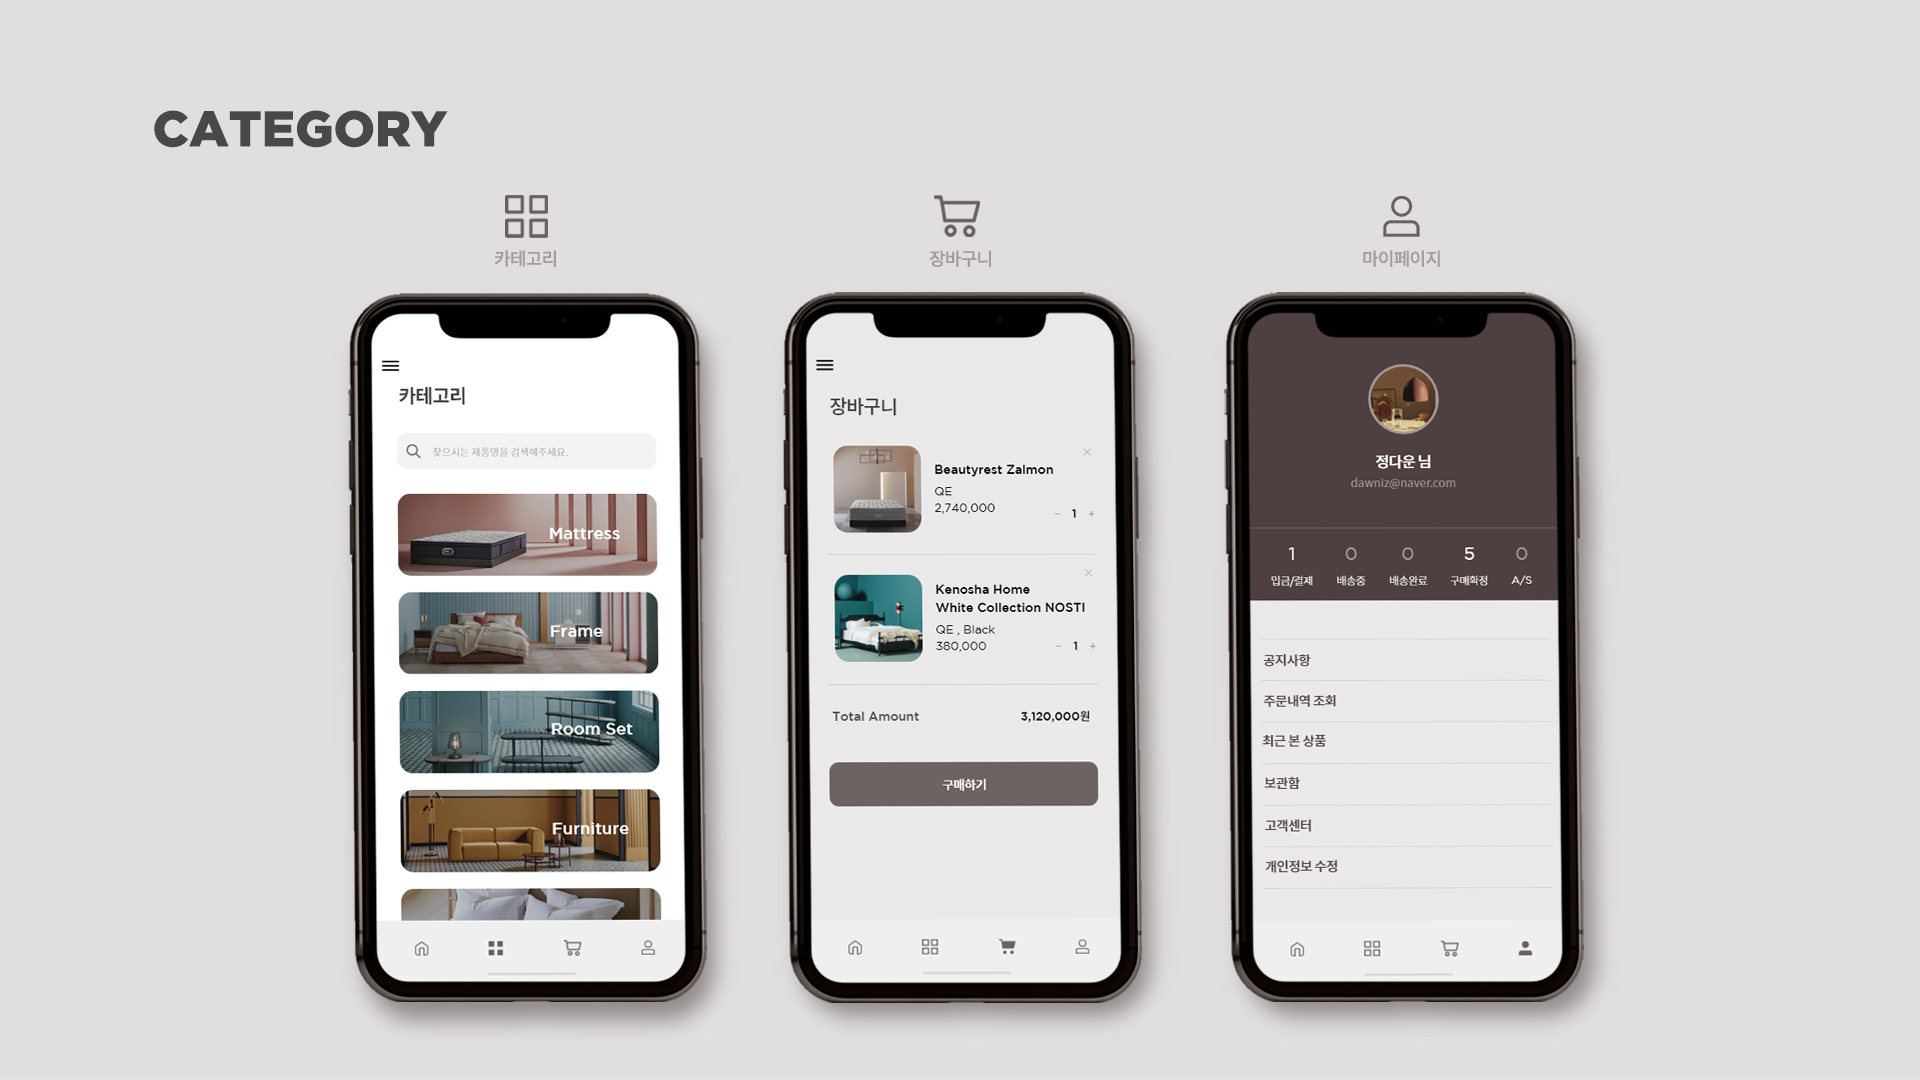 CATEGORY
카테고리
장바구니
마이페이지
카테고리
찾으시는 제품명을 검색해주세요.
Mattress
Frame
Room Set
Furniture
장바구니
Beautyrest Zalmon
QE
2,740,000
- 1 +
Kenosha Home
White Collection NOSTI
QE , Black
380,000
- 1 +
Total Amount 3,120,000원
구매하기
정다운 님
dawniz@naver.com
1 0 0 5 0
입금/결제 배송중 배송완료 구매확정 A/S
공지사항
주문내역 조회
최근 본 상품
보관함
고객센터
개인정보 수정